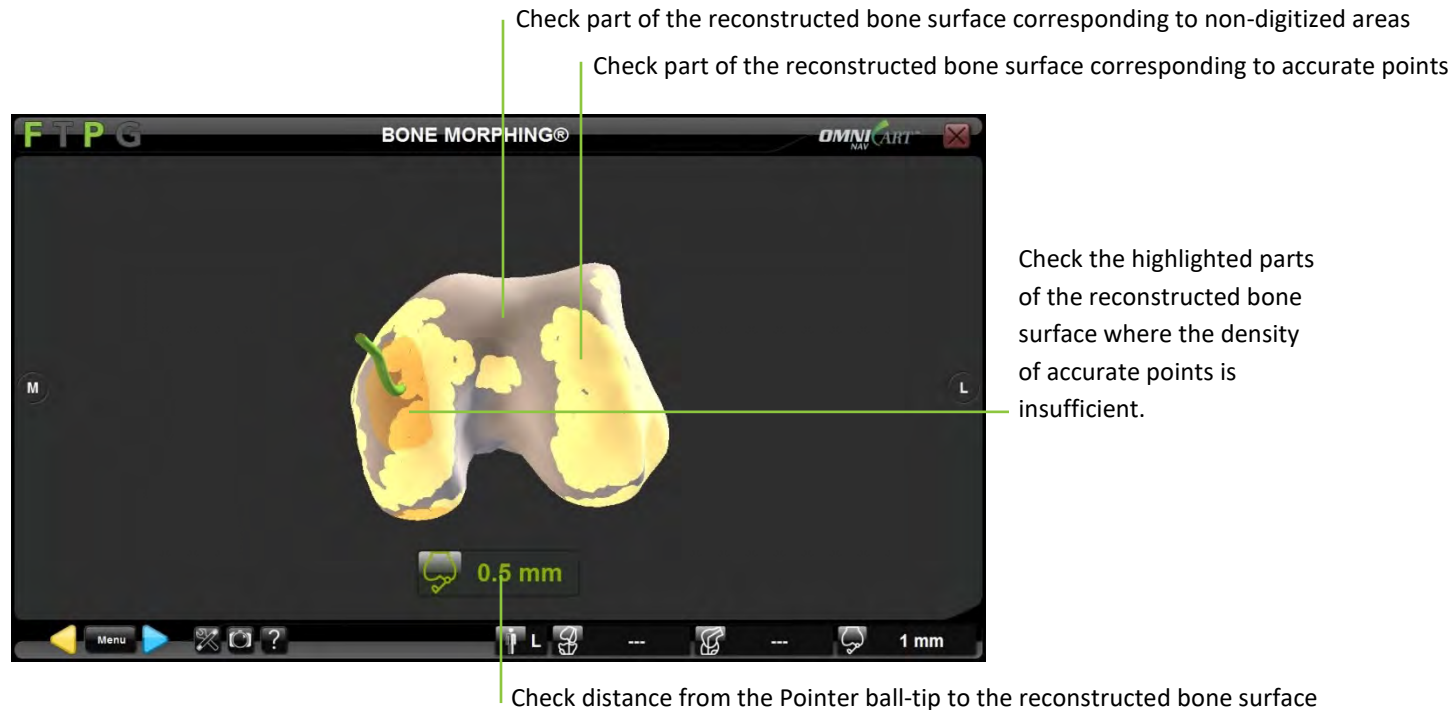 Check part of the reconstructed bone surface corresponding to non-digitized areas
Check part of the reconstructed bone surface corresponding to accurate points
F T P G
BONE MORPHING®
OMNI CART™
NAV
M
L
Check the highlighted parts
of the reconstructed bone
surface where the density
of accurate points is
insufficient.
0.5 mm
Menu
?
L
---
---
1 mm
Check distance from the Pointer ball-tip to the reconstructed bone surface